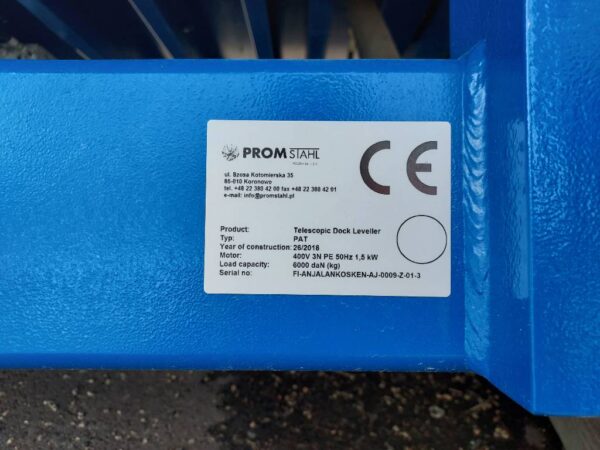 PROMSTAHL
ul. Szosa Kotomierska 35
86-010 Koronowo
tel. +48 22 380 42 00 fax +48 22 380 42 01
e-mail: info@promstahl.pl
CE
Product: Telescopic Dock Leveller
Typ: PAT
Year of construction: 26/2018
Motor: 400V 3N PE 50Hz 1,5 kW
Load capacity: 6000 daN (kg)
Serial no: FI-ANJALANKOSKEN-AJ-0009-Z-01-3